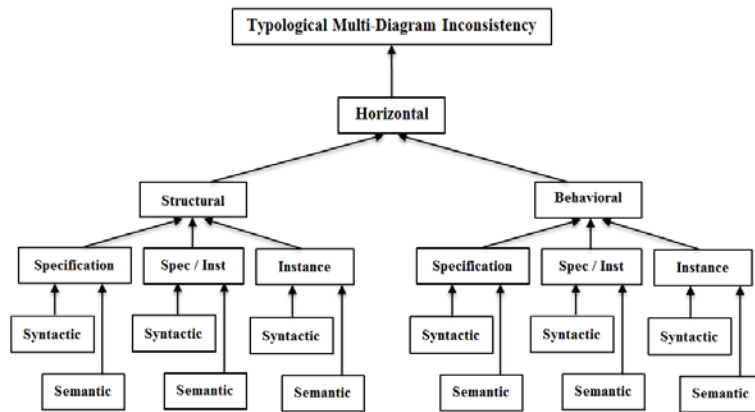 Typological Multi-Diagram Inconsistency
Horizontal
Structural
Behavioral
Specification
Spec / Inst
Instance
Specification
Spec / Inst
Instance
Syntactic
Syntactic
Syntactic
Syntactic
Syntactic
Syntactic
Semantic
Semantic
Semantic
Semantic
Semantic
Semantic